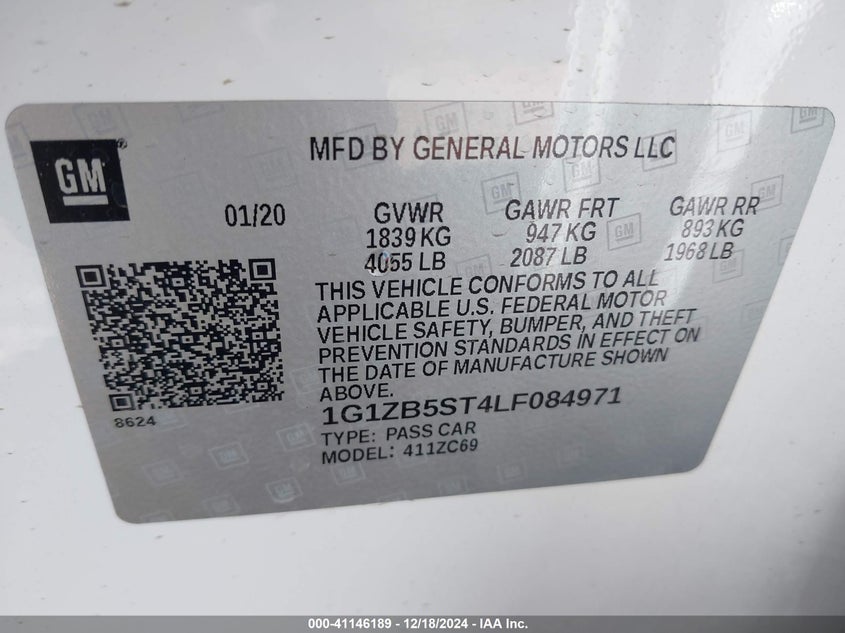 GM
MFD BY GENERAL MOTORS LLC
01/20
GVWR
1839 KG
4055 LB
GAWR FRT
947 KG
2087 LB
GAWR RR
893 KG
1968 LB
THIS VEHICLE CONFORMS TO ALL
APPLICABLE U.S. FEDERAL MOTOR
VEHICLE SAFETY, BUMPER, AND THEFT
PREVENTION STANDARDS IN EFFECT ON
THE DATE OF MANUFACTURE SHOWN
ABOVE.
8624
1G1ZB5ST4LF084971
TYPE: PASS CAR
MODEL: 411ZC69
000-41146189 - 12/18/2024 - IAA Inc.